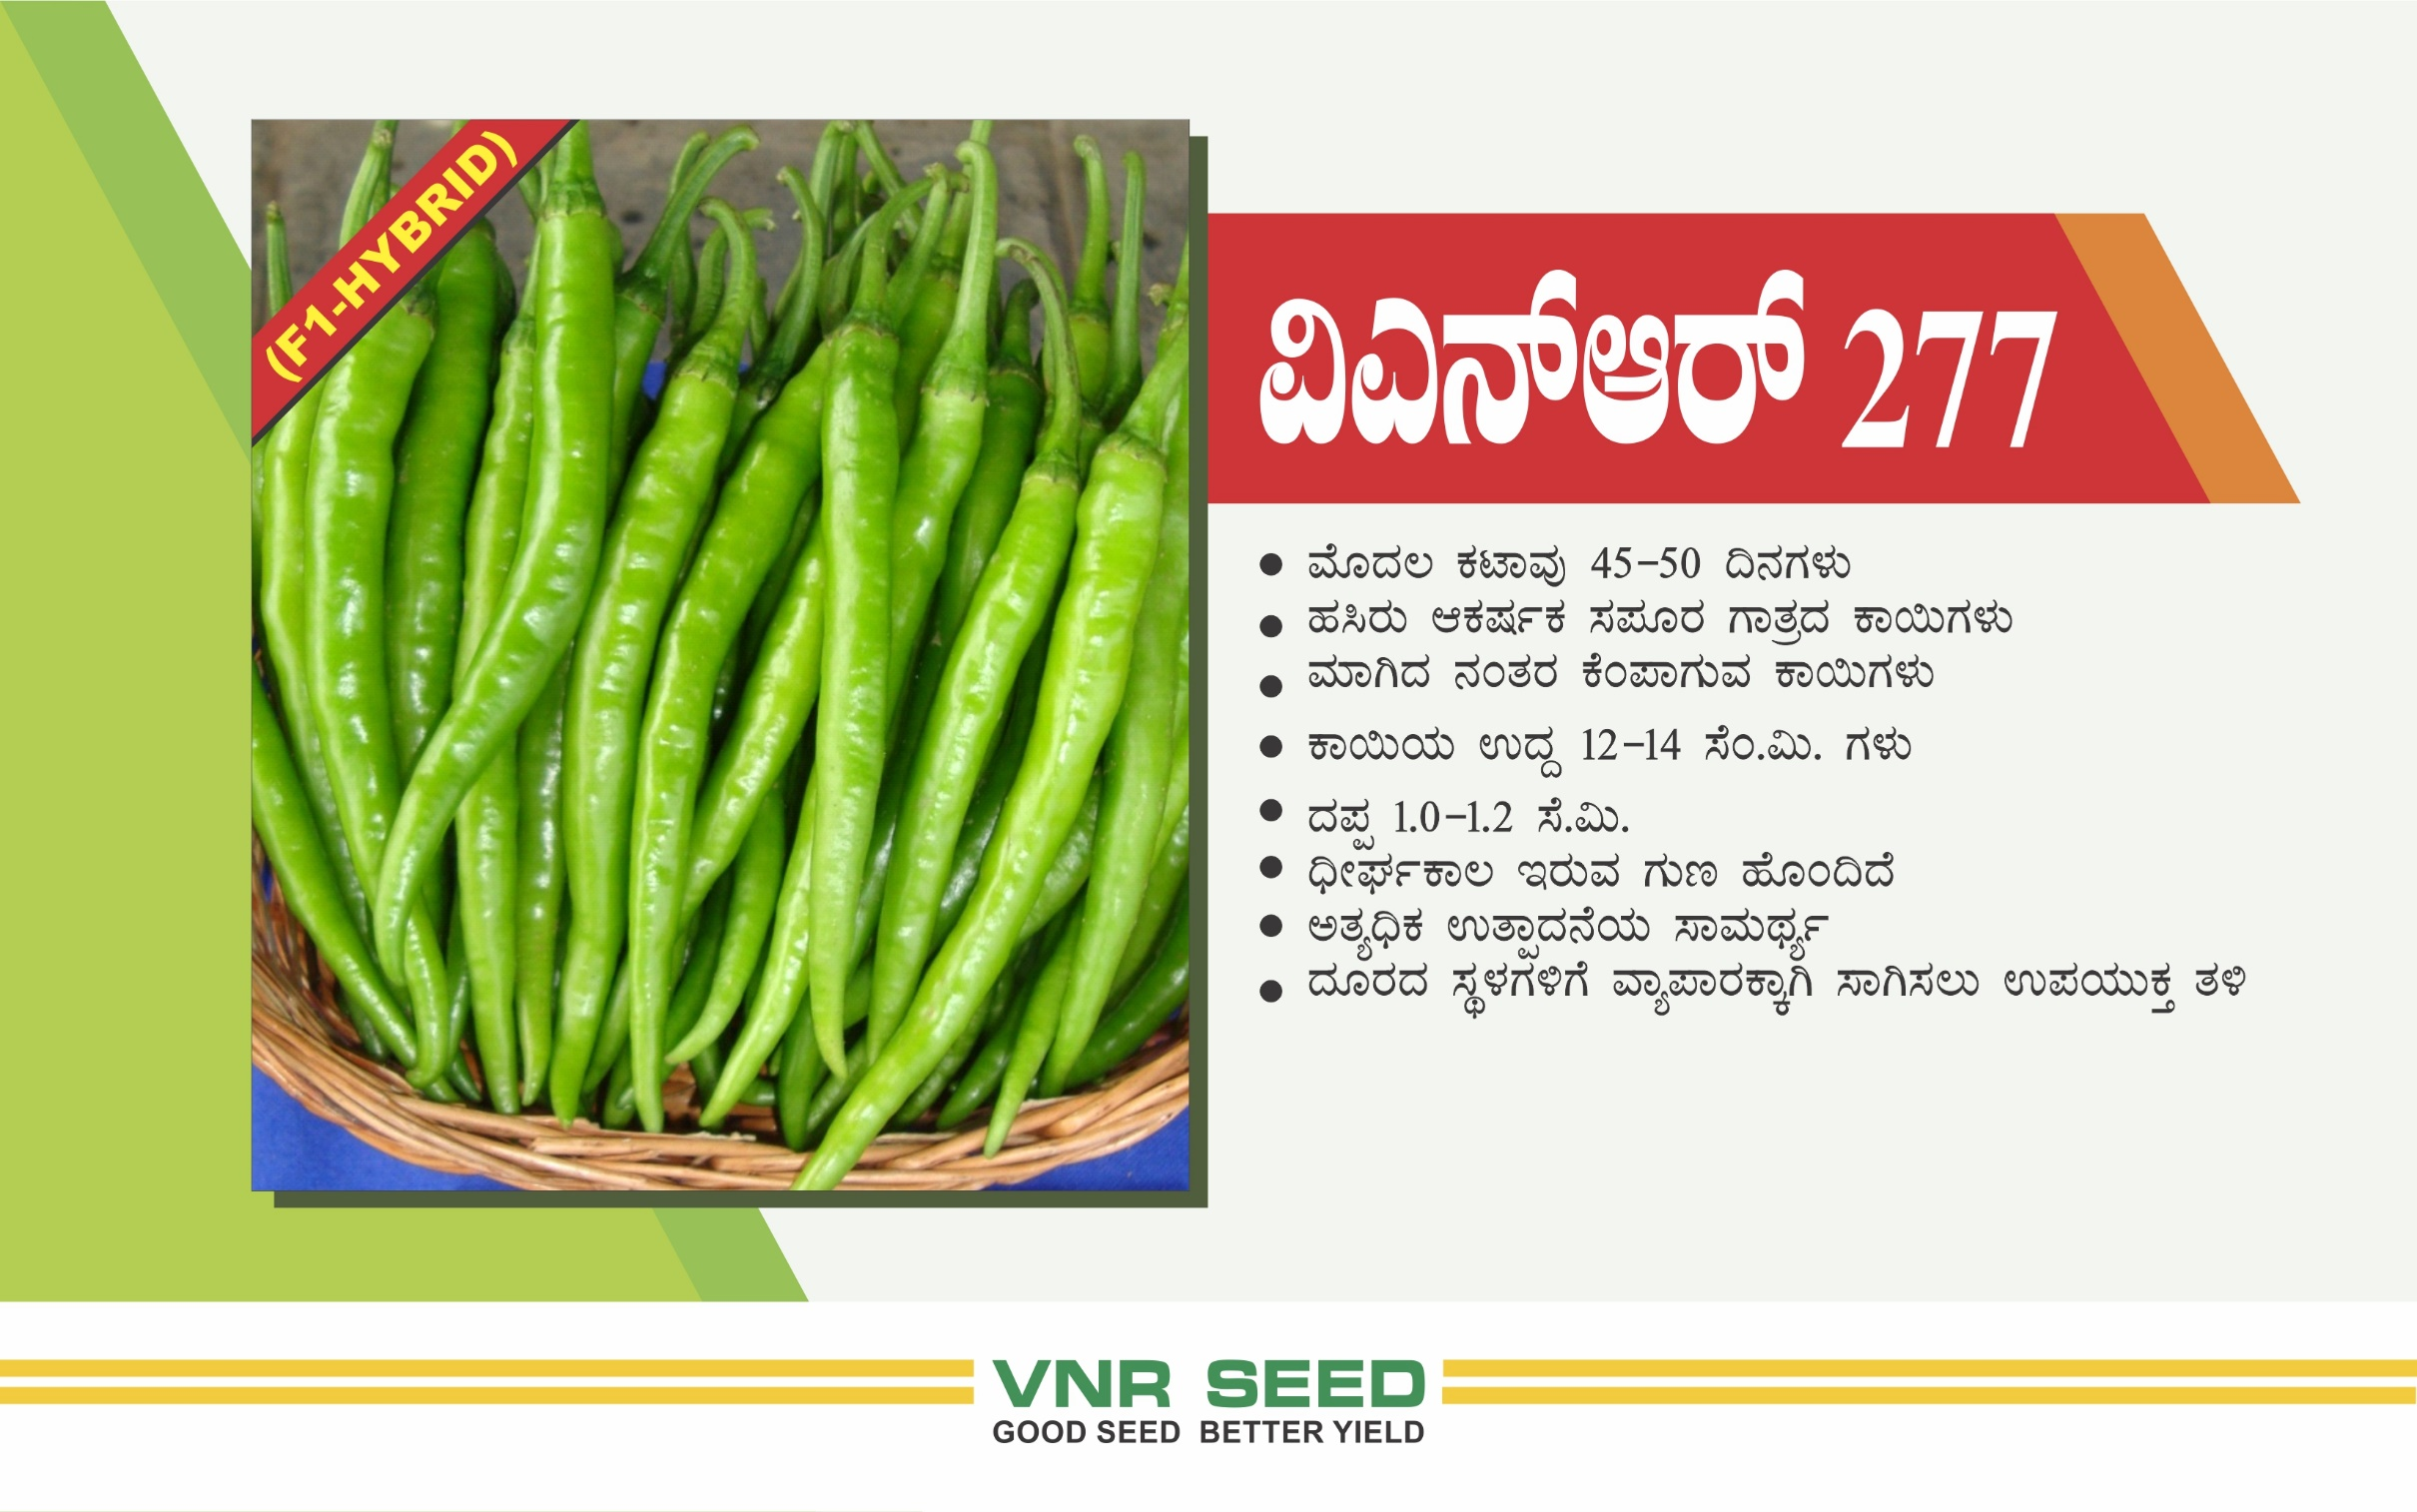 (F1-HYBRID)
ವಿಎನ್ಆರ್ 277
ಮೊದಲ ಕಟಾವು 45-50 ದಿನಗಳು
ಹಸಿರು ಆಕರ್ಷಕ ಸಪೂರ ಗಾತ್ರದ ಕಾಯಿಗಳು
ಮಾಗಿದ ನಂತರ ಕೆಂಪಾಗುವ ಕಾಯಿಗಳು
ಕಾಯಿಯ ಉದ್ದ 12-14 ಸೆಂ.ಮಿ. ಗಳು
ದಪ್ಪ 1.0-1.2 ಸೆ.ಮಿ.
ಧೀರ್ಘಕಾಲ ಇರುವ ಗುಣ ಹೊಂದಿದೆ
ಅತ್ಯಧಿಕ ಉತ್ಪಾದನೆಯ ಸಾಮರ್ಥ್ಯ
ದೂರದ ಸ್ಥಳಗಳಿಗೆ ವ್ಯಾಪಾರಕ್ಕಾಗಿ ಸಾಗಿಸಲು ಉಪಯುಕ್ತ ತಳಿ
VNR SEED
GOOD SEED BETTER YIELD